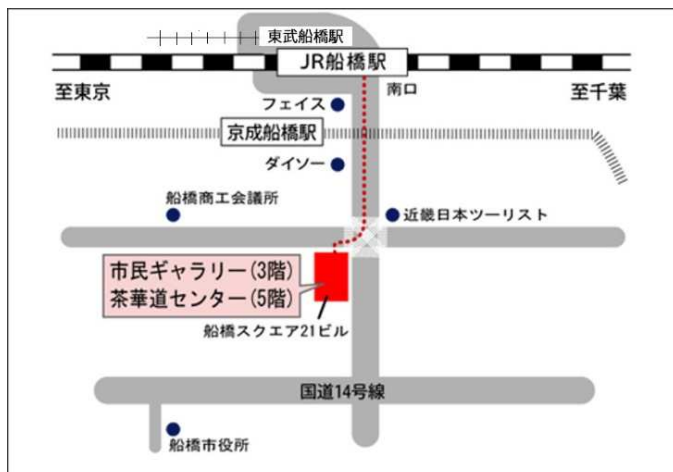 東武船橋駅
JR船橋駅
至東京
南口
至千葉
フェイス
京成船橋駅
ダイソー
船橋商工会議所
近畿日本ツーリスト
市民ギャラリー(3階)
茶華道センター(5階)
船橋スクエア21ビル
国道14号線
船橋市役所